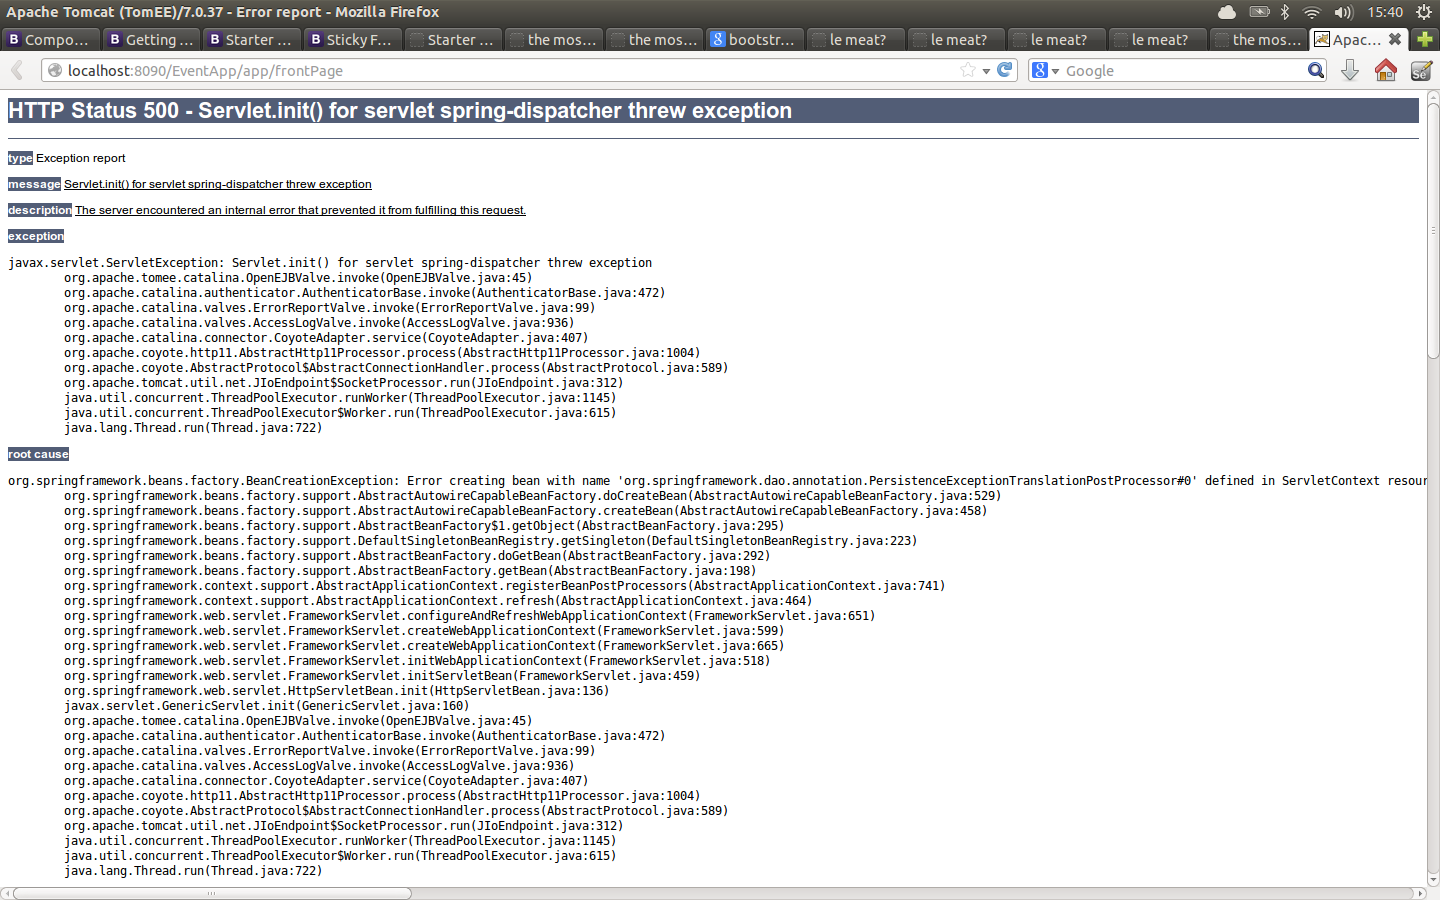 Apache Tomcat (TomEE)/7.0.37 - Error report - Mozilla Firefox
15:40
B Compo...
B Getting ...
B Starter ...
B Sticky F...
Starter ...
the mos...
the mos...
g bootstr...
le meat?
le meat?
le meat?
le meat?
the mos...
Apac...
localhost:8090/EventApp/app/frontPage
Google
Se
HTTP Status 500 - Servlet.init() for servlet spring-dispatcher threw exception
type Exception report
message Servlet.init() for servlet spring-dispatcher threw exception
description The server encountered an internal error that prevented it from fulfilling this request.
exception
javax.servlet.ServletException: Servlet.init() for servlet spring-dispatcher threw exception
org.apache.tomee.catalina.OpenEJBValve.invoke(OpenEJBValve.java:45)
org.apache.catalina.authenticator.AuthenticatorBase.invoke(AuthenticatorBase.java:472)
org.apache.catalina.valves.ErrorReportValve.invoke(ErrorReportValve.java:99)
org.apache.catalina.valves.AccessLogValve.invoke(AccessLogValve.java:936)
org.apache.catalina.connector.CoyoteAdapter.service(CoyoteAdapter.java:407)
org.apache.coyote.http11.AbstractHttp11Processor.process(AbstractHttp11Processor.java:1004)
org.apache.coyote.AbstractProtocol$AbstractConnectionHandler.process(AbstractProtocol.java:589)
org.apache.tomcat.util.net.JIoEndpoint$SocketProcessor.run(JIoEndpoint.java:312)
java.util.concurrent.ThreadPoolExecutor.runWorker(ThreadPoolExecutor.java:1145)
java.util.concurrent.ThreadPoolExecutor$Worker.run(ThreadPoolExecutor.java:615)
java.lang.Thread.run(Thread.java:722)
root cause
org.springframework.beans.factory.BeanCreationException: Error creating bean with name 'org.springframework.dao.annotation.PersistenceExceptionTranslationPostProcessor#0' defined in ServletContext resour
org.springframework.beans.factory.support.AbstractAutowireCapableBeanFactory.doCreateBean(AbstractAutowireCapableBeanFactory.java:529)
org.springframework.beans.factory.support.AbstractAutowireCapableBeanFactory.createBean(AbstractAutowireCapableBeanFactory.java:458)
org.springframework.beans.factory.support.AbstractBeanFactory$1.getObject(AbstractBeanFactory.java:295)
org.springframework.beans.factory.support.DefaultSingletonBeanRegistry.getSingleton(DefaultSingletonBeanRegistry.java:223)
org.springframework.beans.factory.support.AbstractBeanFactory.doGetBean(AbstractBeanFactory.java:292)
org.springframework.beans.factory.support.AbstractBeanFactory.getBean(AbstractBeanFactory.java:198)
org.springframework.context.support.AbstractApplicationContext.registerBeanPostProcessors(AbstractApplicationContext.java:741)
org.springframework.context.support.AbstractApplicationContext.refresh(AbstractApplicationContext.java:464)
org.springframework.web.servlet.FrameworkServlet.configureAndRefreshWebApplicationContext(FrameworkServlet.java:651)
org.springframework.web.servlet.FrameworkServlet.createWebApplicationContext(FrameworkServlet.java:599)
org.springframework.web.servlet.FrameworkServlet.createWebApplicationContext(FrameworkServlet.java:665)
org.springframework.web.servlet.FrameworkServlet.initWebApplicationContext(FrameworkServlet.java:518)
org.springframework.web.servlet.FrameworkServlet.initServletBean(FrameworkServlet.java:459)
org.springframework.web.servlet.HttpServletBean.init(HttpServletBean.java:136)
javax.servlet.GenericServlet.init(GenericServlet.java:160)
org.apache.tomee.catalina.OpenEJBValve.invoke(OpenEJBValve.java:45)
org.apache.catalina.authenticator.AuthenticatorBase.invoke(AuthenticatorBase.java:472)
org.apache.catalina.valves.ErrorReportValve.invoke(ErrorReportValve.java:99)
org.apache.catalina.valves.AccessLogValve.invoke(AccessLogValve.java:936)
org.apache.catalina.connector.CoyoteAdapter.service(CoyoteAdapter.java:407)
org.apache.coyote.http11.AbstractHttp11Processor.process(AbstractHttp11Processor.java:1004)
org.apache.coyote.AbstractProtocol$AbstractConnectionHandler.process(AbstractProtocol.java:589)
org.apache.tomcat.util.net.JIoEndpoint$SocketProcessor.run(JIoEndpoint.java:312)
java.util.concurrent.ThreadPoolExecutor.runWorker(ThreadPoolExecutor.java:1145)
java.util.concurrent.ThreadPoolExecutor$Worker.run(ThreadPoolExecutor.java:615)
java.lang.Thread.run(Thread.java:722)